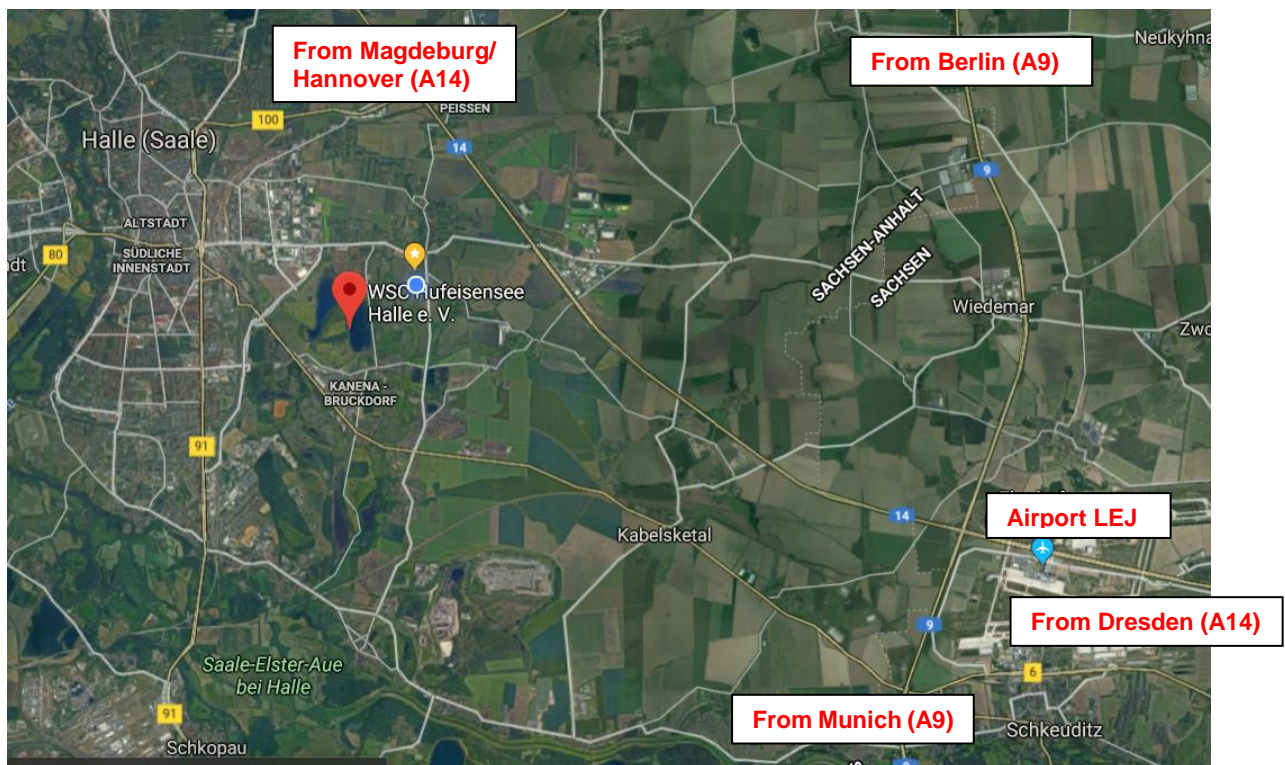 From Magdeburg/
Hannover (A14)
From Berlin (A9)
Neukyhna
PEISSEN
100
Halle (Saale)
14
9
ALTSTADT
SÜDLICHE
INNENSTADT
80
dt
SACHSEN-ANHALT
SACHSEN
WSC Hufeisensee
Halle e. V.
Wiedemar
Zwo
KANENA -
BRUCKDORF
91
14
Airport LEJ
Kabelsketal
From Dresden (A14)
9
6
Saale-Elster-Aue
bei Halle
91
From Munich (A9)
Schkeuditz
Schkopau
9